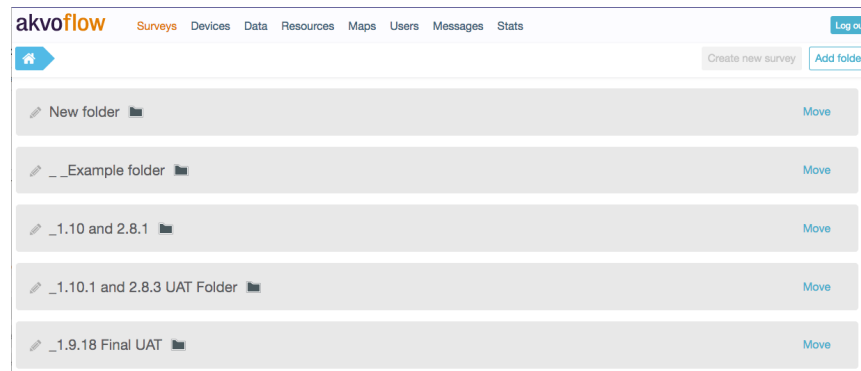 akvoflow Surveys Devices Data Resources Maps Users Messages Stats Log ou
Create new survey Add folde
New folder Move
_ _Example folder Move
_1.10 and 2.8.1 Move
_1.10.1 and 2.8.3 UAT Folder Move
_1.9.18 Final UAT Move